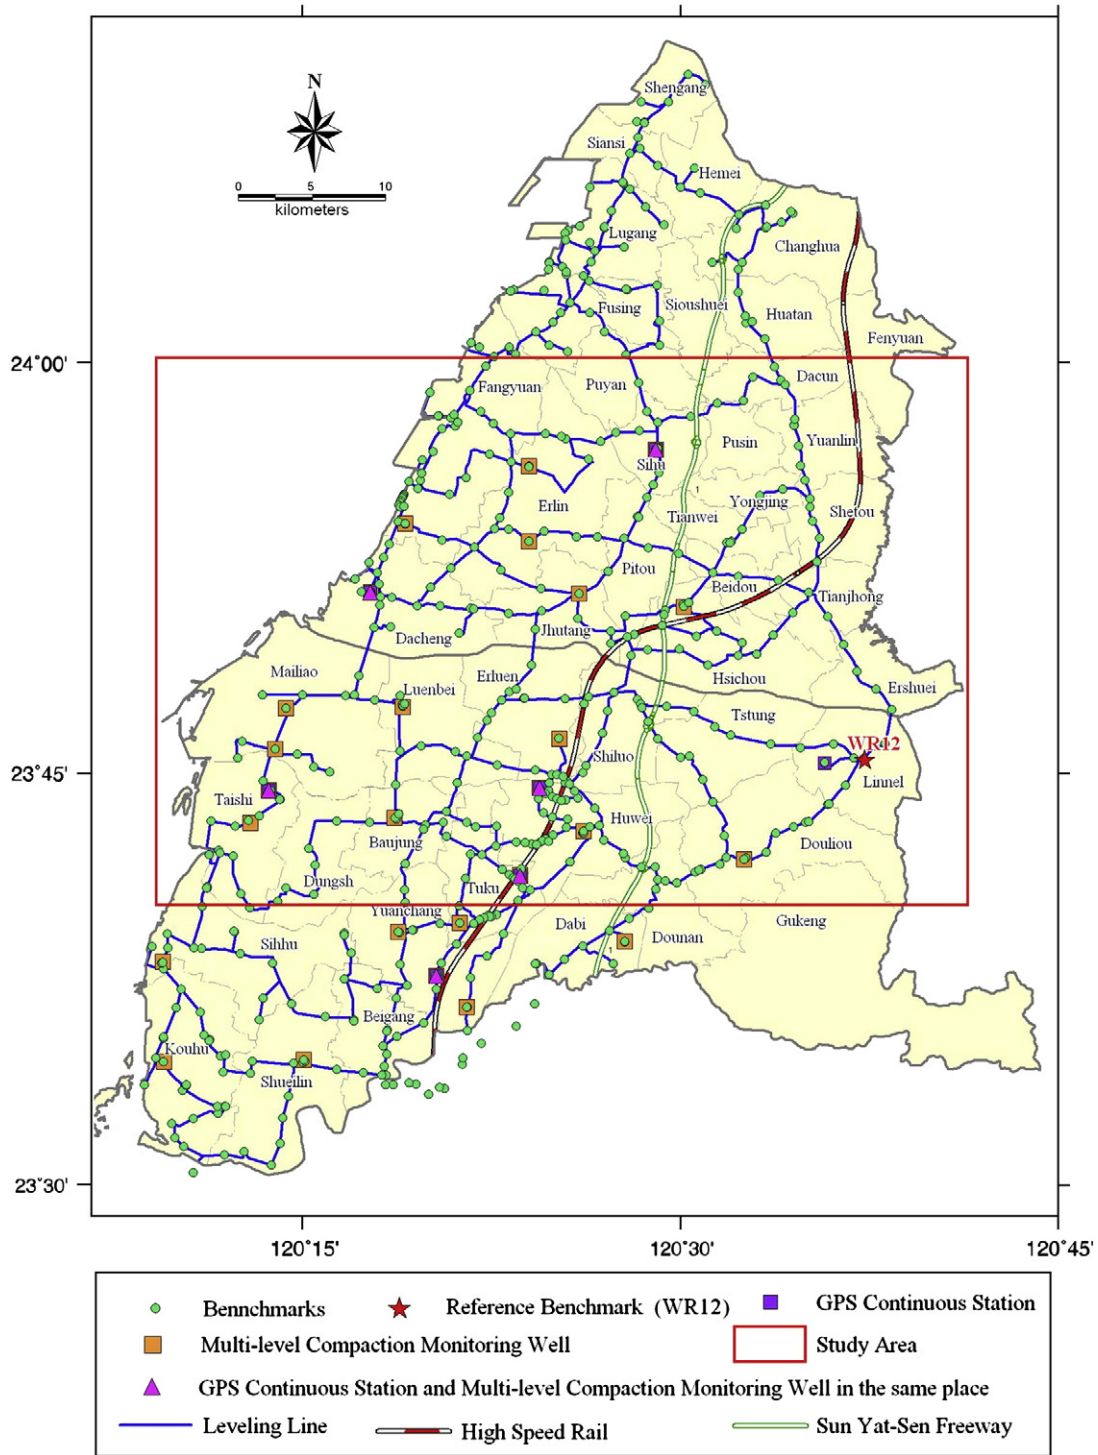 N
0 5 10
kilometers
Shengang
Siansi
Hemei
Lugang
Changhua
Fusing
Sioushuei
Huatan
Fenyuan
24°00'
Fangyuan
Puyan
Dacun
Pusin
Yuanlin
Sihu
Erlin
Yongjing
Shetou
Tianwei
1
Pitou
Beidou
Tianjhong
Jhutang
Dacheng
Mailiao
Erluen
Hsichou
Ershuei
Luenbei
Tstung
WR12
Shiluo
23°45'
Linnel
Taishi
Huwei
Baujung
Douliou
Dungsh
Tuku
Yuanchang
Dabi
Gukeng
Sihhu
Dounan
1
Beigang
Kouhu
Shueilin
23°30'
120°15' 120°30' 120°45'
Bennchmarks Reference Benchmark (WR12) GPS Continuous Station
Multi-level Compaction Monitoring Well Study Area
GPS Continuous Station and Multi-level Compaction Monitoring Well in the same place
Leveling Line High Speed Rail Sun Yat-Sen Freeway